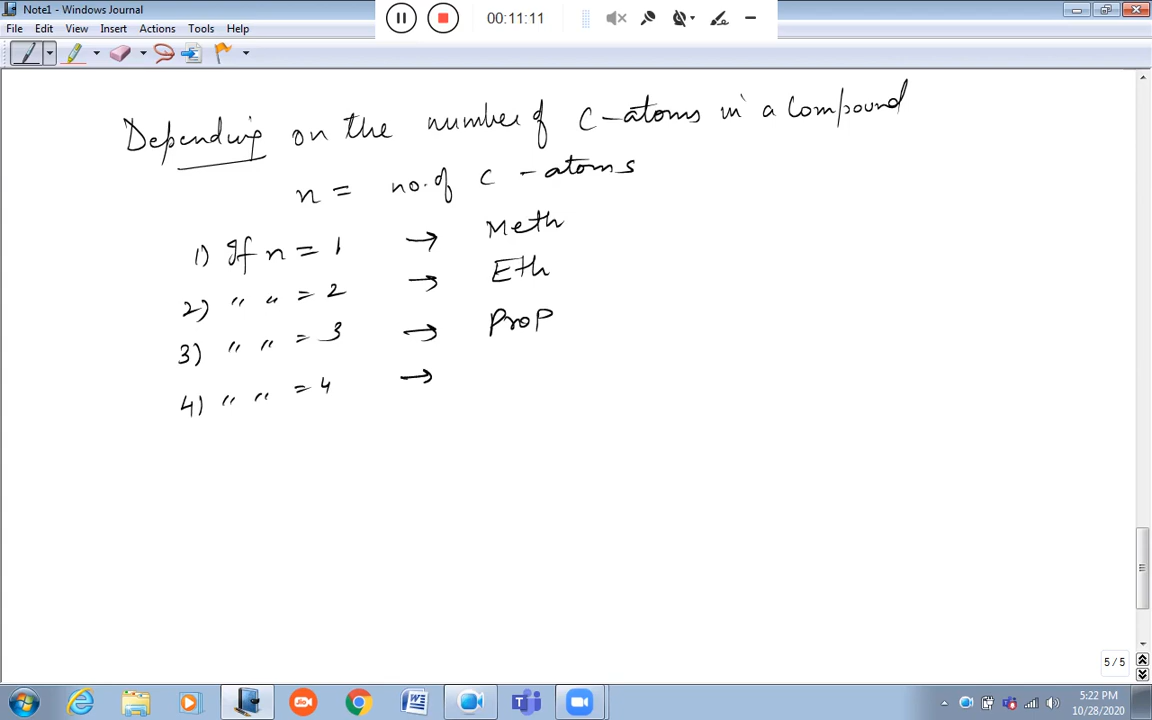 Note1 - Windows Journal
00:11:11
File Edit View Insert Actions Tools Help
Depending on the number of C-atoms in a compound
n = no. of C - atoms
1) If n = 1 → Meth
2) " " = 2 → Eth
3) " " = 3 → ProP
4) " " = 4 →
5 / 5
5:22 PM
10/28/2020